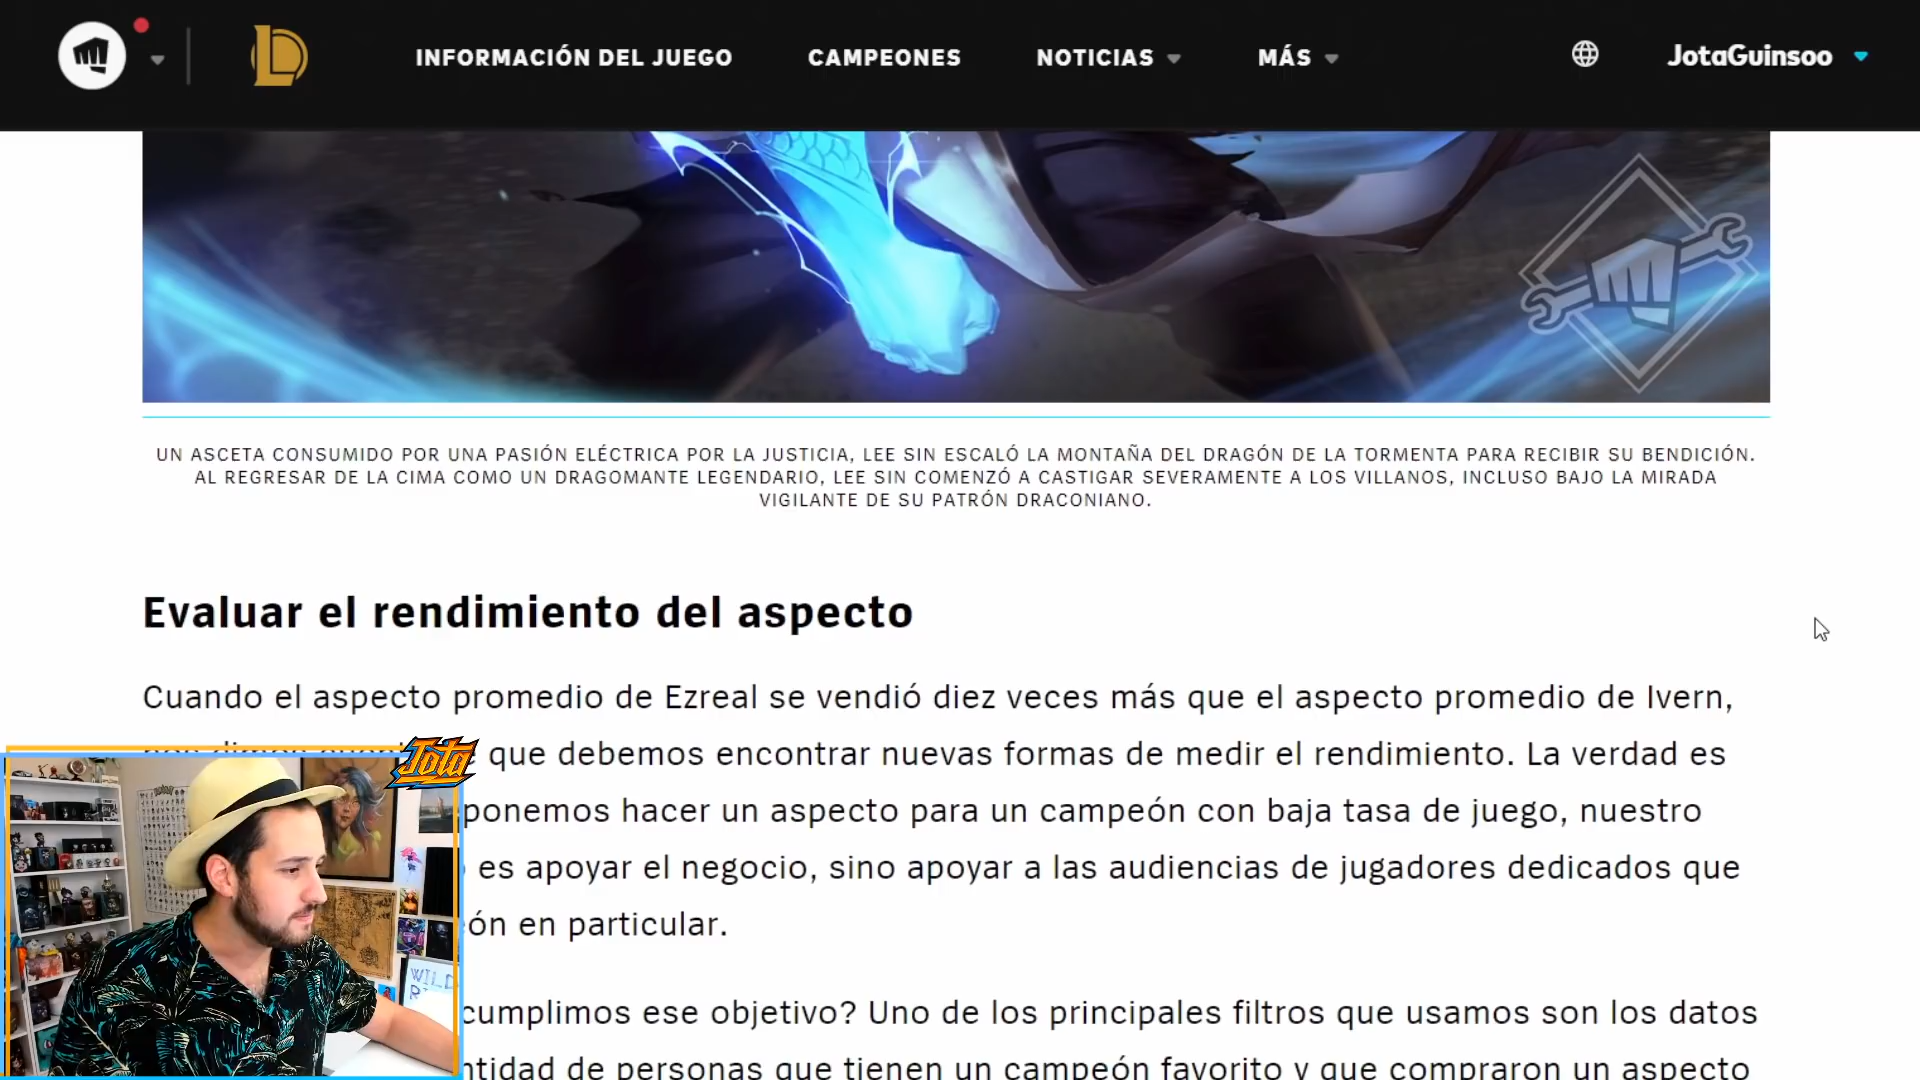 INFORMACIÓN DEL JUEGO CAMPEONES NOTICIAS MÁS JotaGuinsoo
UN ASCETA CONSUMIDO POR UNA PASIÓN ELÉCTRICA POR LA JUSTICIA, LEE SIN ESCALÓ LA MONTAÑA DEL DRAGÓN DE LA TORMENTA PARA RECIBIR SU BENDICIÓN.
AL REGRESAR DE LA CIMA COMO UN DRAGOMANTE LEGENDARIO, LEE SIN COMENZÓ A CASTIGAR SEVERAMENTE A LOS VILLANOS, INCLUSO BAJO LA MIRADA
VIGILANTE DE SU PATRÓN DRACONIANO.
Evaluar el rendimiento del aspecto
Cuando el aspecto promedio de Ezreal se vendió diez veces más que el aspecto promedio de Ivern,
que debemos encontrar nuevas formas de medir el rendimiento. La verdad es
ponemos hacer un aspecto para un campeón con baja tasa de juego, nuestro
es apoyar el negocio, sino apoyar a las audiencias de jugadores dedicados que
ón en particular.
cumplimos ese objetivo? Uno de los principales filtros que usamos son los datos
ntidad de personas que tienen un campeón favorito y que compraron un aspecto
Jota
WILD
R